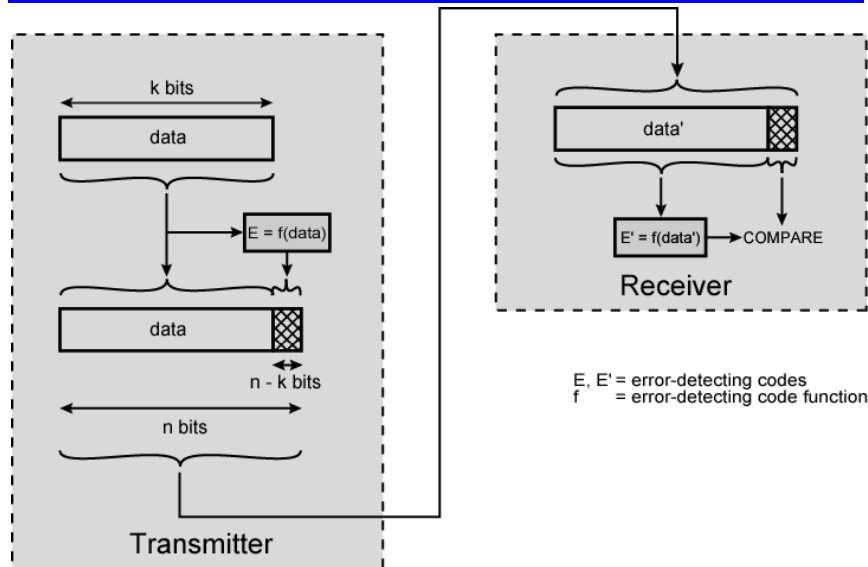 k bits
data
E = f(data)
data
n - k bits
n bits
Transmitter
data'
E' = f(data')
COMPARE
Receiver
E, E' = error-detecting codes
f = error-detecting code function